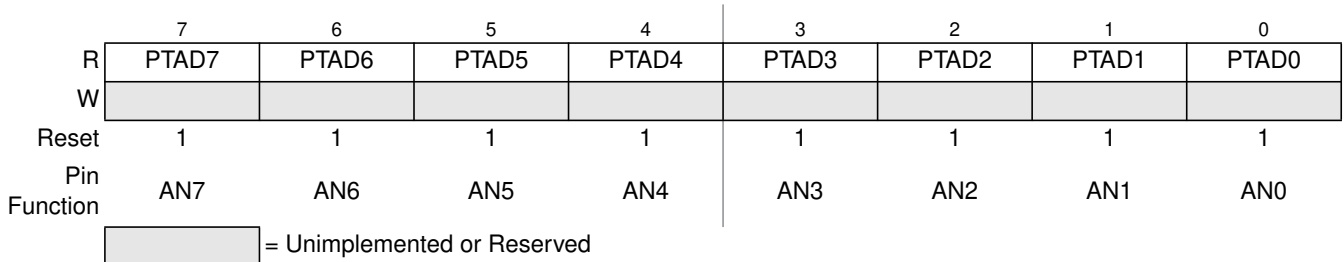 7 6 5 4 3 2 1 0
R PTAD7 PTAD6 PTAD5 PTAD4 PTAD3 PTAD2 PTAD1 PTAD0
W
Reset 1 1 1 1 1 1 1 1
Pin
Function AN7 AN6 AN5 AN4 AN3 AN2 AN1 AN0
= Unimplemented or Reserved